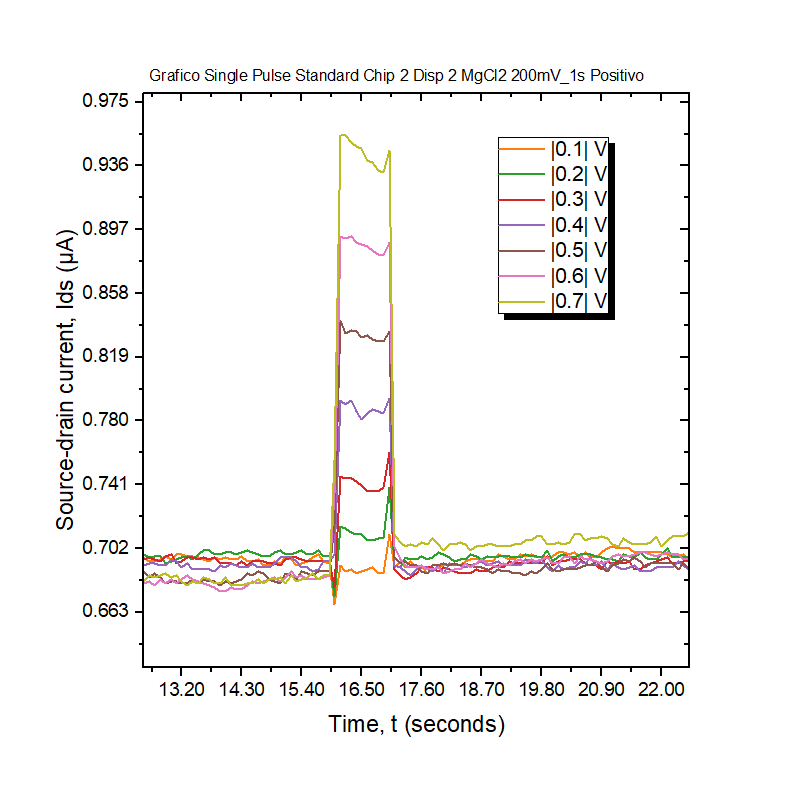 Grafico Single Pulse Standard Chip 2 Disp 2 MgCl2 200mV_1s Positivo
0.975
0.936
0.897
0.858
0.819
0.780
0.741
0.702
0.663
Source-drain current, Ids (µA)
|0.1| V
|0.2| V
|0.3| V
|0.4| V
|0.5| V
|0.6| V
|0.7| V
13.20 14.30 15.40 16.50 17.60 18.70 19.80 20.90 22.00
Time, t (seconds)